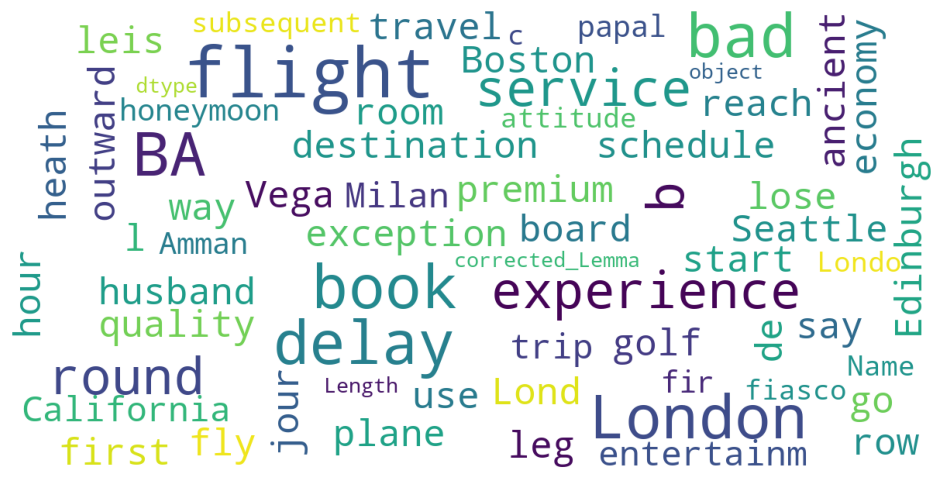 subsequent travel c papal bad
leis flight Boston service object
dtype honeymoon room attitude reach ancient economy
heath outward BA destination schedule
Vega Milan premium b lose
way l Amman exception board Seattle Edinburgh
corrected_Lemma start Londo
hour husband book experience
quality delay trip golf de say
round jour Length use Lond fir fiasco Name
California London go
first fly plane leg entertainm row